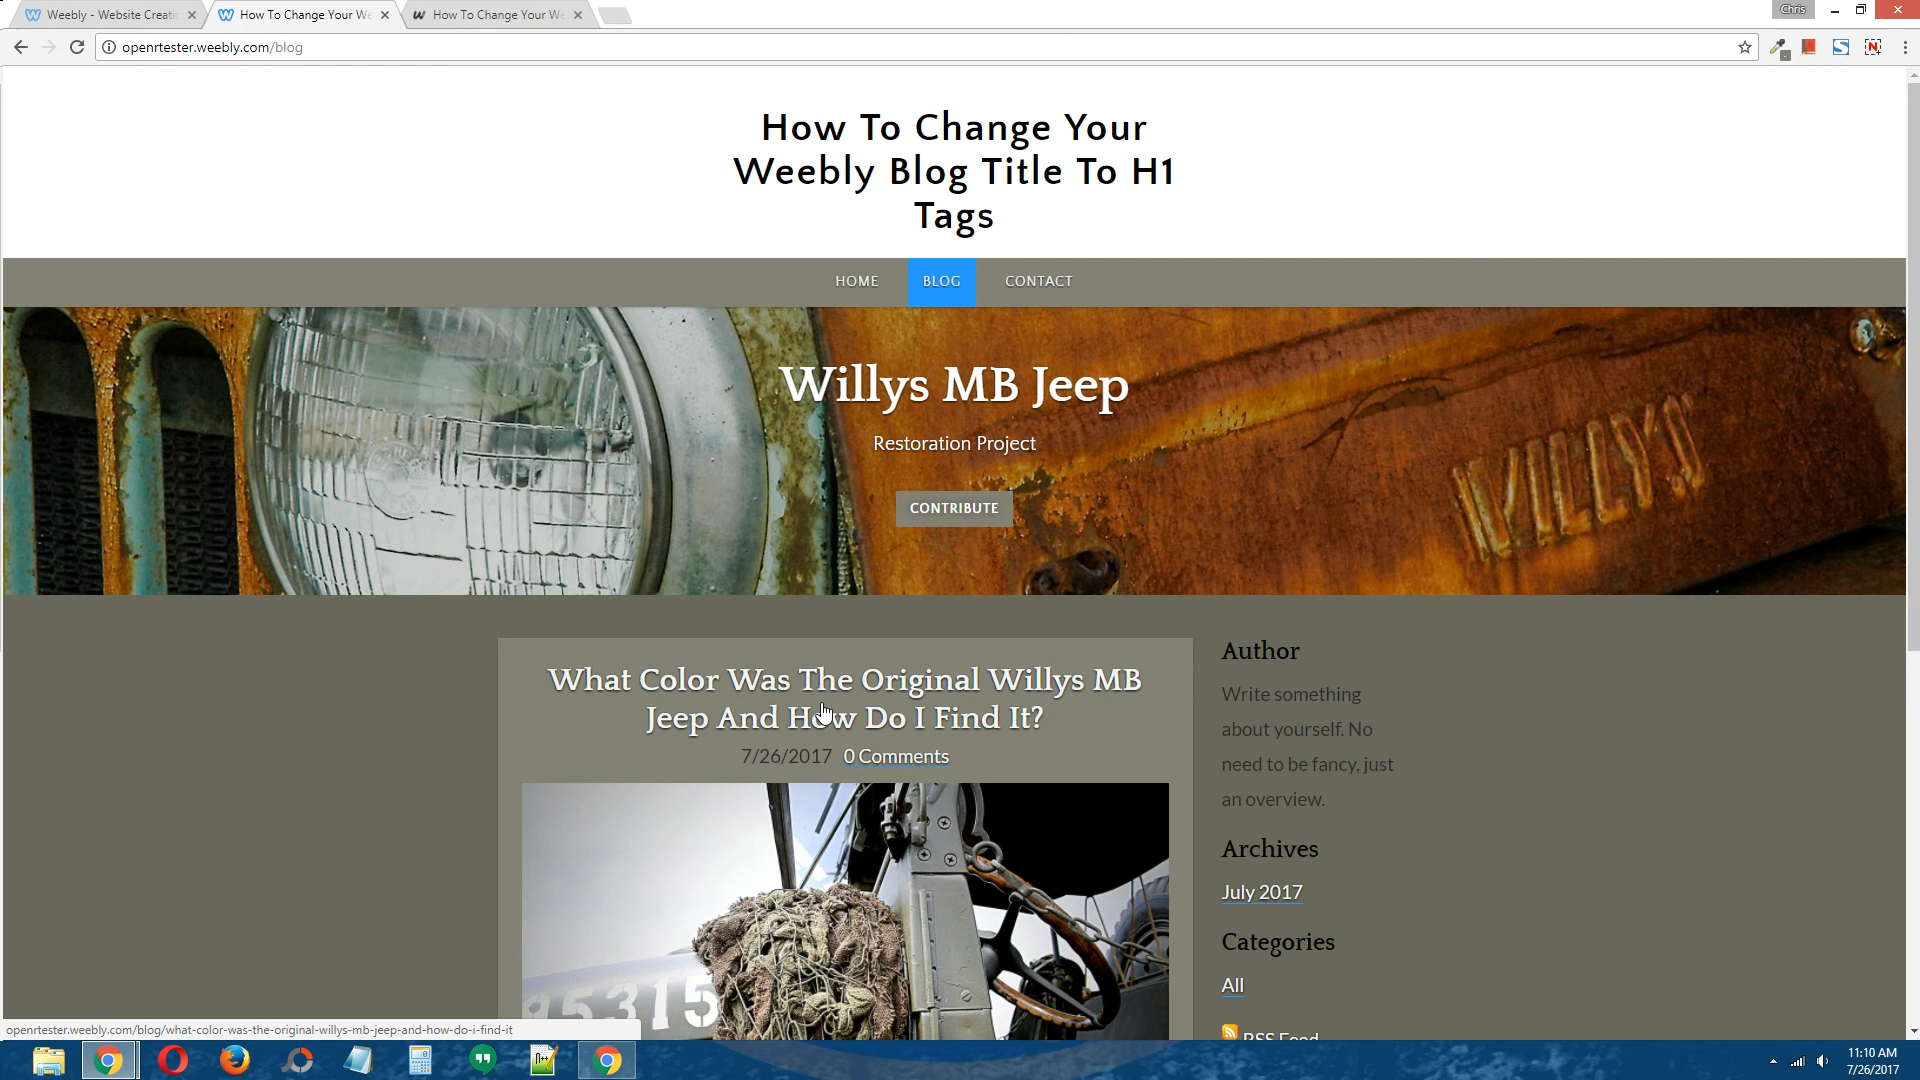 Weebly - Website Creati
How To Change Your We
How To Change Your We
Chris
openrtester.weebly.com/blog
How To Change Your
Weebly Blog Title To H1
Tags
HOME
BLOG
CONTACT
Willys MB Jeep
Restoration Project
CONTRIBUTE
WILLYS
What Color Was The Original Willys MB
Jeep And How Do I Find It?
7/26/2017 0 Comments
95315
Author
Write something
about yourself. No
need to be fancy, just
an overview.
Archives
July 2017
Categories
All
RSS Feed
openrtester.weebly.com/blog/what-color-was-the-original-willys-mb-jeep-and-how-do-i-find-it
11:10 AM
7/26/2017